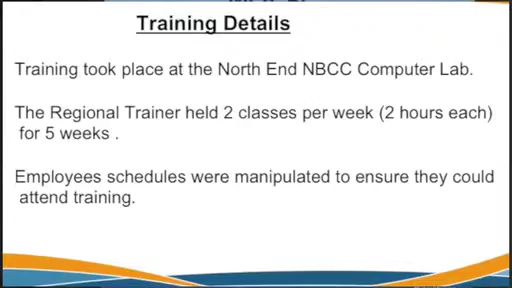 Training Details
Training took place at the North End NBCC Computer Lab.
The Regional Trainer held 2 classes per week (2 hours each)
for 5 weeks .
Employees schedules were manipulated to ensure they could
attend training.